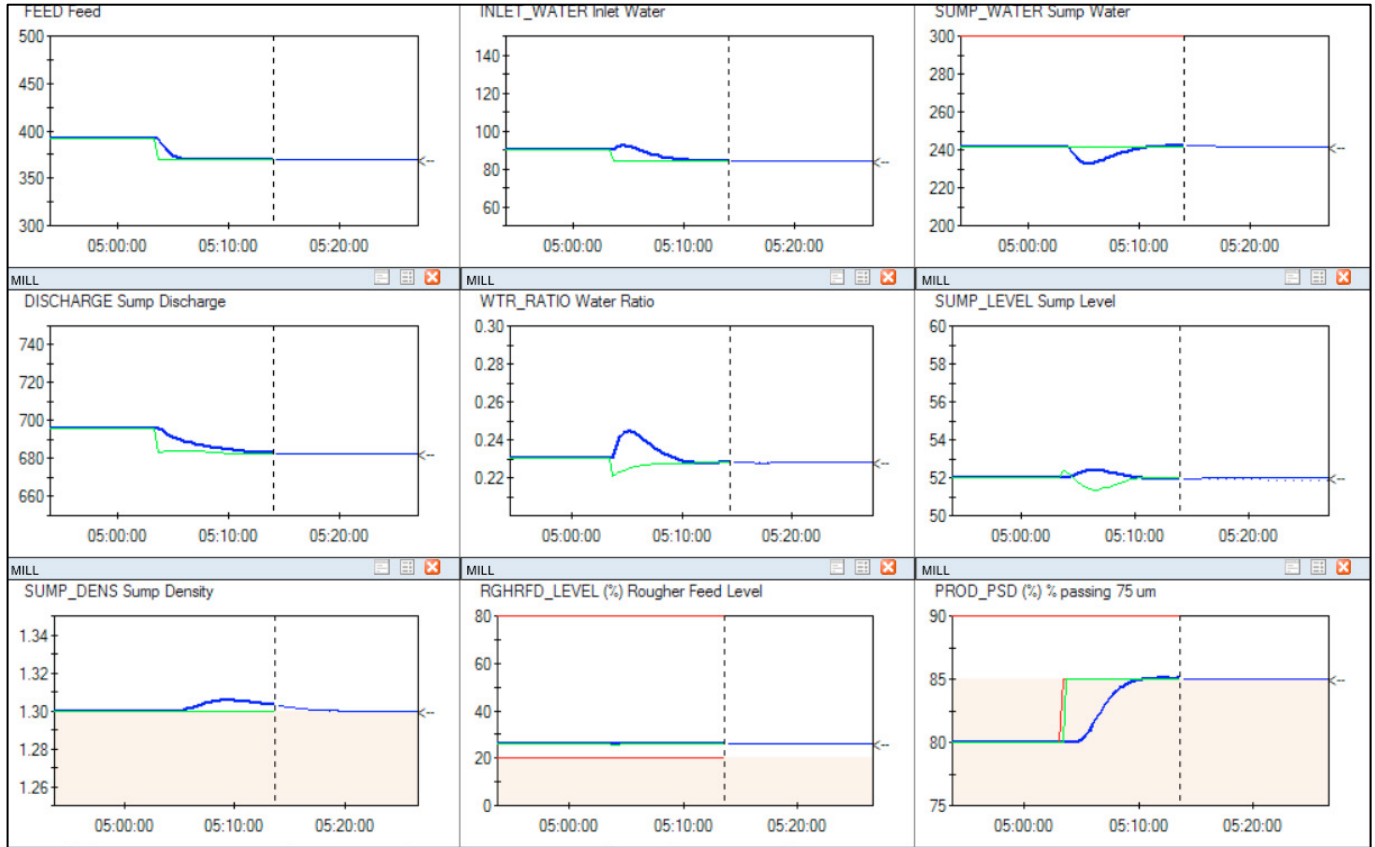 FEED Feed
INLET_WATER Inlet Water
SUMP_WATER Sump Water
500
450
400
350
300
05:00:00 05:10:00 05:20:00
140
120
100
80
60
05:00:00 05:10:00 05:20:00
300
280
260
240
220
200
05:00:00 05:10:00 05:20:00
MILL
MILL
MILL
DISCHARGE Sump Discharge
WTR_RATIO Water Ratio
SUMP_LEVEL Sump Level
740
720
700
680
660
05:00:00 05:10:00 05:20:00
0.30
0.28
0.26
0.24
0.22
05:00:00 05:10:00 05:20:00
60
58
56
54
52
50
05:00:00 05:10:00 05:20:00
MILL
MILL
MILL
SUMP_DENS Sump Density
RGHRFD_LEVEL (%) Rougher Feed Level
PROD_PSD (%) % passing 75 um
1.34
1.32
1.30
1.28
1.26
05:00:00 05:10:00 05:20:00
80
60
40
20
0
05:00:00 05:10:00 05:20:00
90
85
80
75
05:00:00 05:10:00 05:20:00